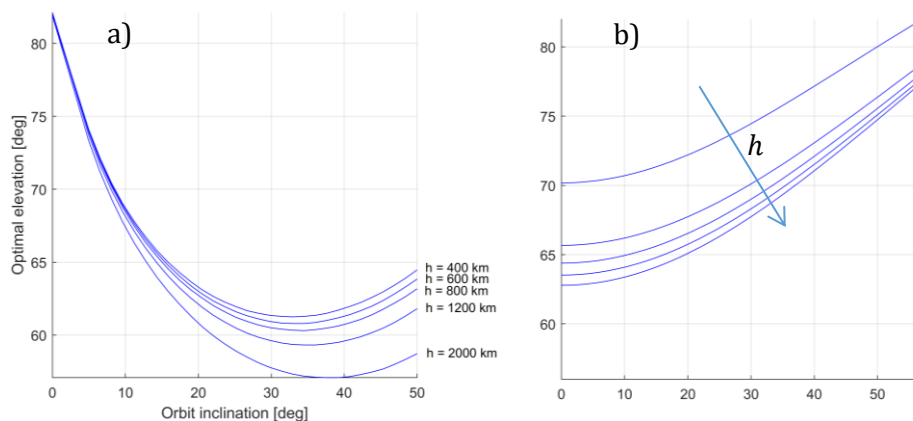 a)
80
75
70
65
60
0
10
20
30
40
50
Optimal elevation [deg]
Orbit inclination [deg]
h = 400 km
h = 600 km
h = 800 km
h = 1200 km
h = 2000 km
b)
h
80
75
70
65
60
0
10
20
30
40
50